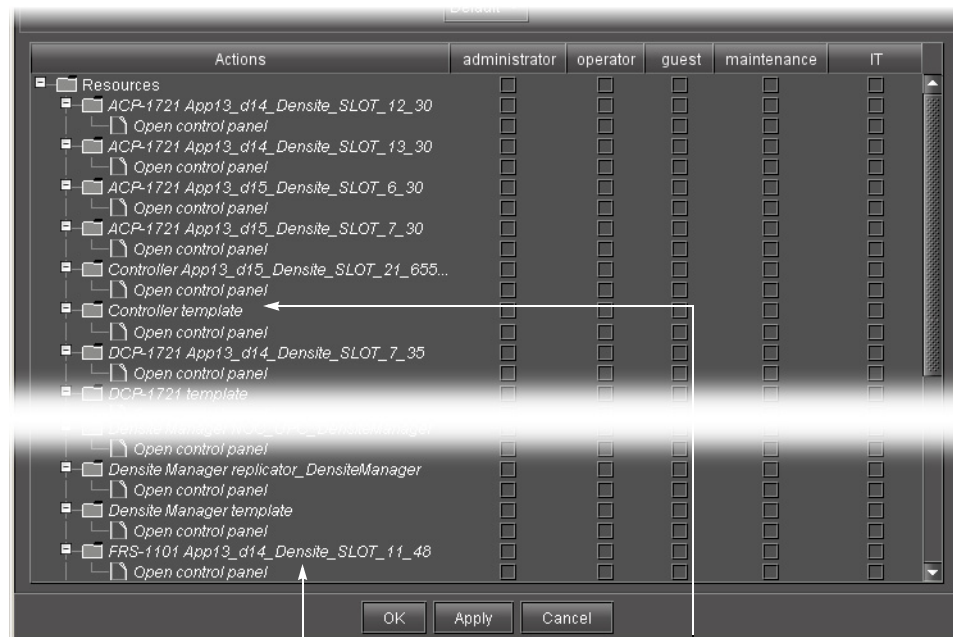 Default
Actions administrator operator guest maintenance IT
Resources
ACP-1721 App13_d14_Densite_SLOT_12_30
Open control panel
ACP-1721 App13_d14_Densite_SLOT_13_30
Open control panel
ACP-1721 App13_d15_Densite_SLOT_6_30
Open control panel
ACP-1721 App13_d15_Densite_SLOT_7_30
Open control panel
Controller App13_d15_Densite_SLOT_21_655...
Open control panel
Controller template
Open control panel
DCP-1721 App13_d14_Densite_SLOT_7_35
Open control panel
DCP-1721 template
Open control panel
Densite Manager replicator_DensiteManager
Open control panel
Densite Manager template
Open control panel
FRS-1101 App13_d14_Densite_SLOT_11_48
Open control panel
OK Apply Cancel